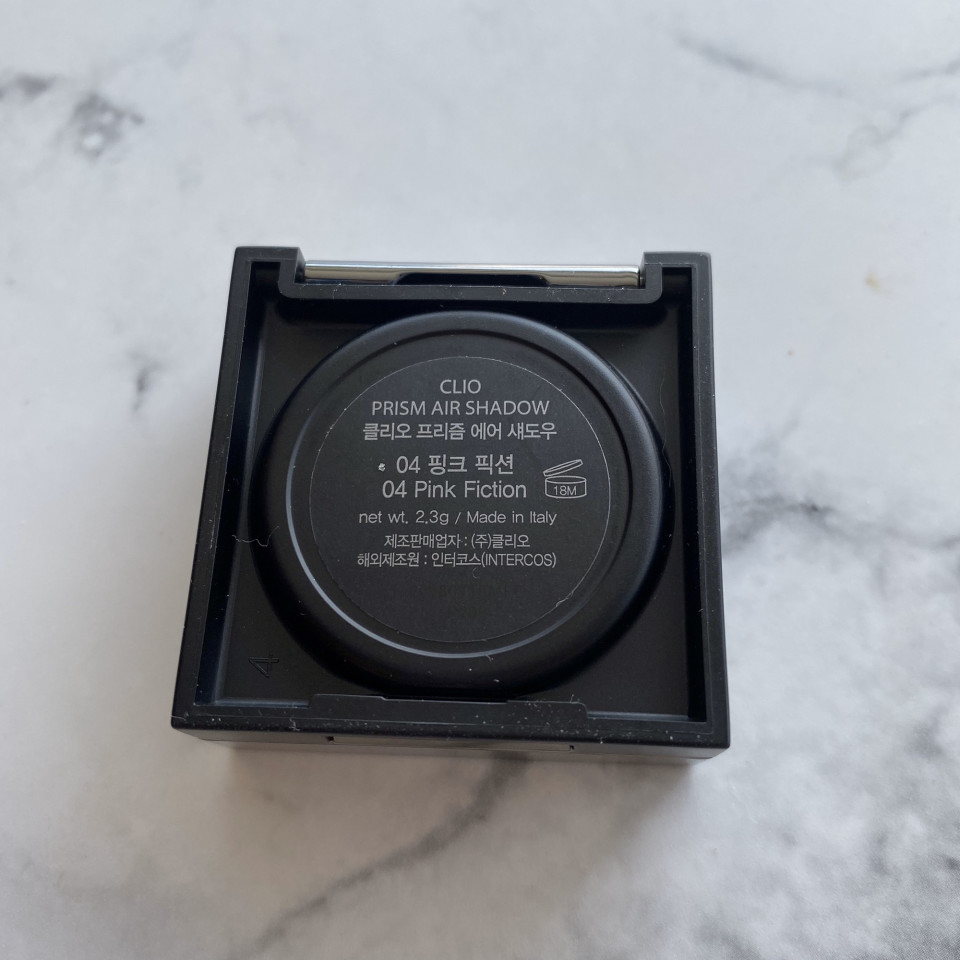 CLIO
PRISM AIR SHADOW
클리오 프리즘 에어 섀도우
04 핑크 픽션
04 Pink Fiction
18M
net wt. 2.3g / Made in Italy
제조판매업자 : (주)클리오
해외제조원 : 인터코스(INTERCOS)
4